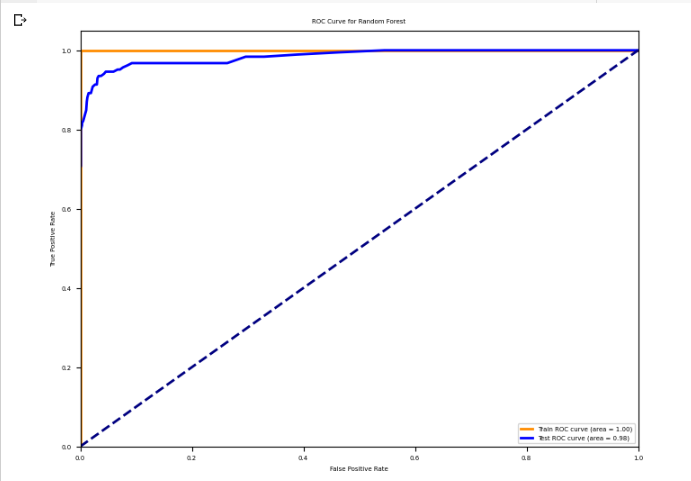 ROC Curve for Random Forest
1.0
0.8
0.6
0.4
0.2
0.0
True Positive Rate
0.0 0.2 0.4 0.6 0.8 1.0
False Positive Rate
Train ROC curve (area = 1.00)
Test ROC curve (area = 0.98)